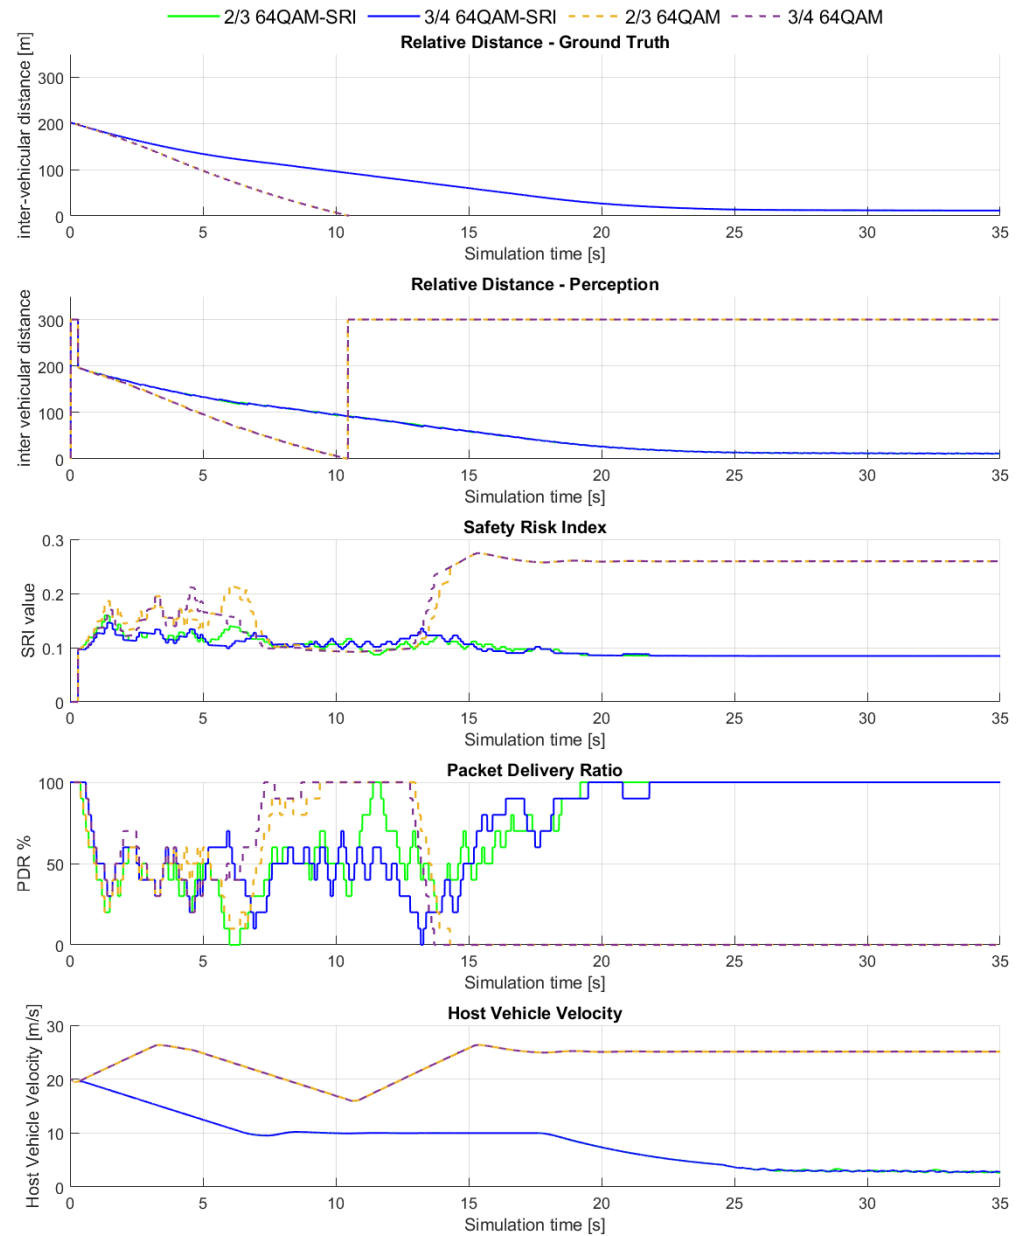 2/3 64QAM-SRI 3/4 64QAM-SRI 2/3 64QAM 3/4 64QAM
Relative Distance - Ground Truth
inter-vehicular distance [m]
300
200
100
0
0 5 10 15 20 25 30 35
Simulation time [s]
Relative Distance - Perception
inter vehicular distance
300
200
100
0
0 5 10 15 20 25 30 35
Simulation time [s]
Safety Risk Index
SRI value
0.3
0.2
0.1
0
0 5 10 15 20 25 30 35
Simulation time [s]
Packet Delivery Ratio
PDR %
100
50
0
0 5 10 15 20 25 30 35
Simulation time [s]
Host Vehicle Velocity
Host Vehicle Velocity [m/s]
30
20
10
0
0 5 10 15 20 25 30 35
Simulation time [s]